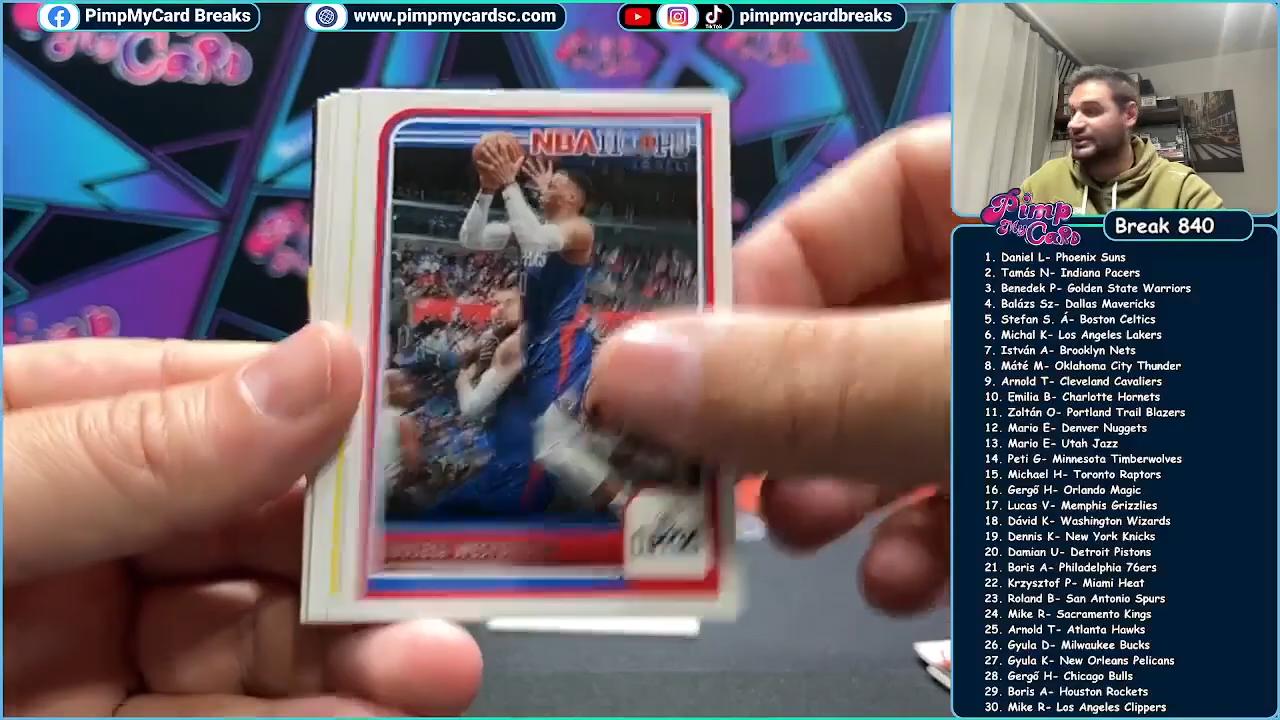 PimpMyCard Breaks
www.pimpmycardsc.com
pimpmycardbreaks
Pimp My Card
Break 840
1. Daniel L- Phoenix Suns
2. Tamás N- Indiana Pacers
3. Benedek P- Golden State Warriors
4. Balázs Sz- Dallas Mavericks
5. Stefan S. Á- Boston Celtics
6. Michal K- Los Angeles Lakers
7. István A- Brooklyn Nets
8. Máté M- Oklahoma City Thunder
9. Arnold T- Cleveland Cavaliers
10. Emilia B- Charlotte Hornets
11. Zoltán O- Portland Trail Blazers
12. Mario E- Denver Nuggets
13. Mario E- Utah Jazz
14. Peti G- Minnesota Timberwolves
15. Michael H- Toronto Raptors
16. Gergő H- Orlando Magic
17. Lucas V- Memphis Grizzlies
18. Dávid K- Washington Wizards
19. Dennis K- New York Knicks
20. Damian U- Detroit Pistons
21. Boris A- Philadelphia 76ers
22. Krzysztof P- Miami Heat
23. Roland B- San Antonio Spurs
24. Mike R- Sacramento Kings
25. Arnold T- Atlanta Hawks
26. Gyula D- Milwaukee Bucks
27. Gyula K- New Orleans Pelicans
28. Gergő H- Chicago Bulls
29. Boris A- Houston Rockets
30. Mike R- Los Angeles Clippers
NBA